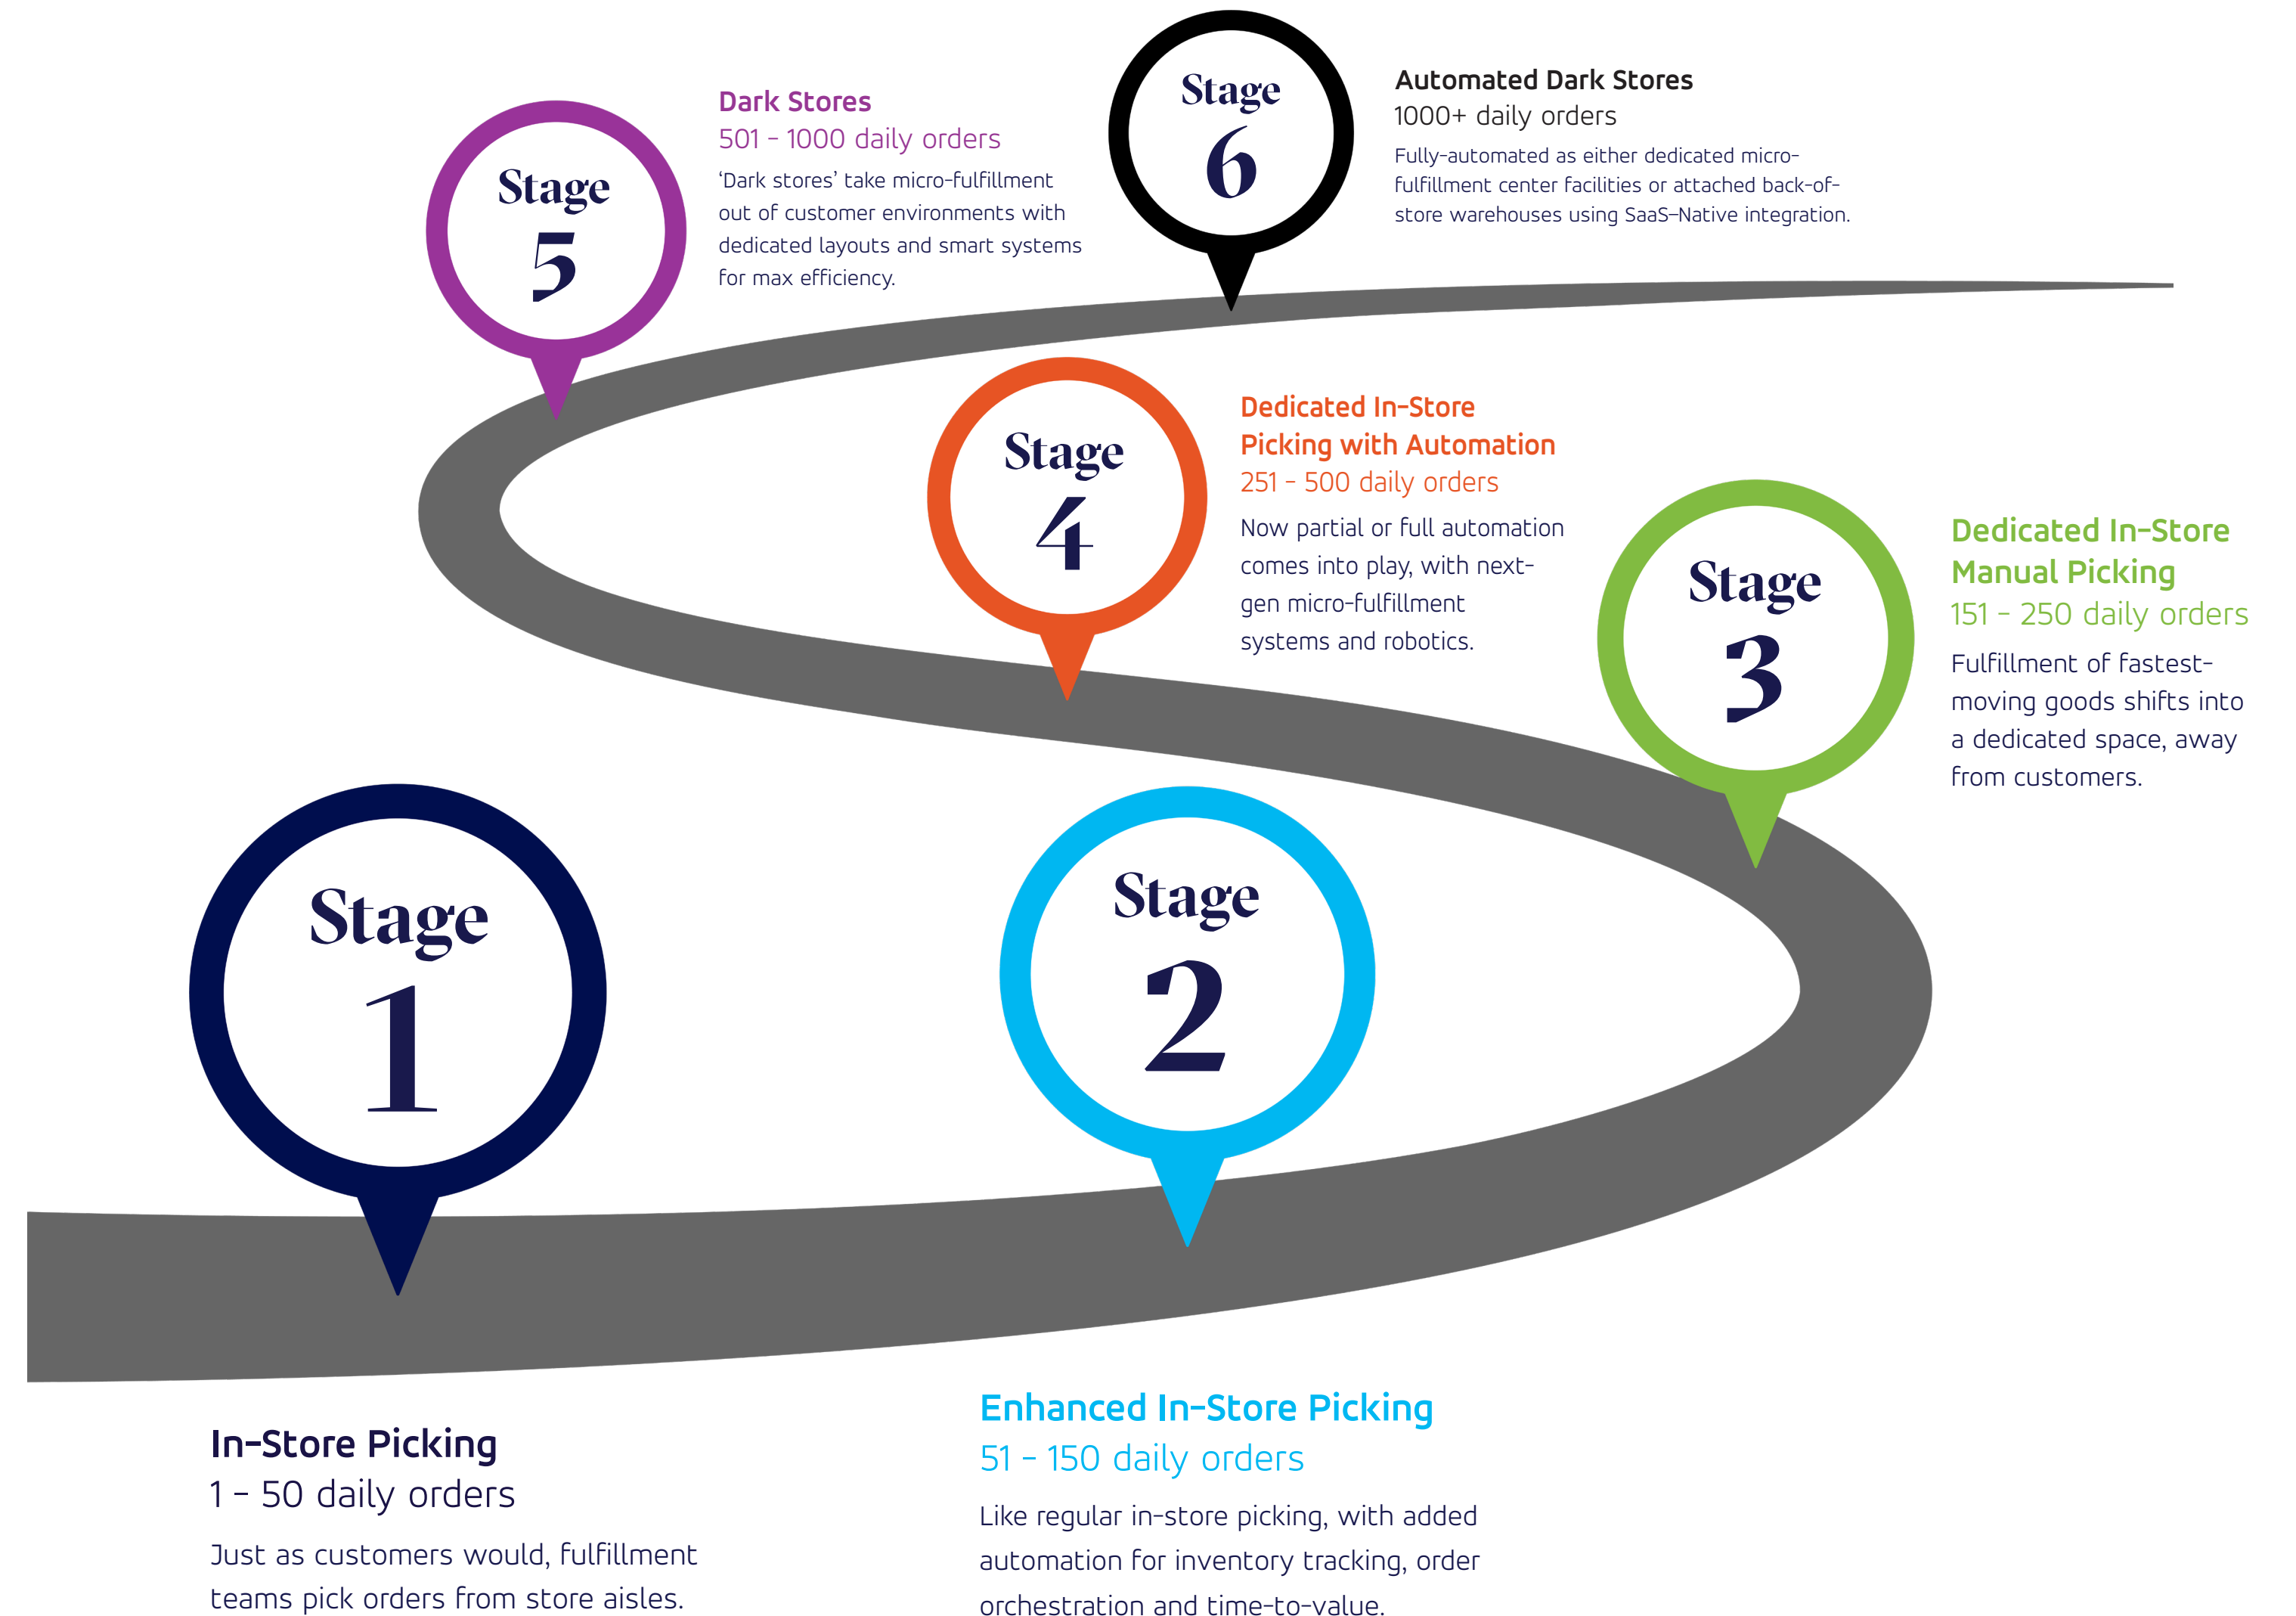 Stage
1
In-Store Picking
1 - 50 daily orders
Just as customers would, fulfillment
teams pick orders from store aisles.
Stage
2
Enhanced In-Store Picking
51 - 150 daily orders
Like regular in-store picking, with added
automation for inventory tracking, order
orchestration and time-to-value.
Stage
3
Dedicated In-Store
Manual Picking
151 - 250 daily orders
Fulfillment of fastest-
moving goods shifts into
a dedicated space, away
from customers.
Stage
4
Dedicated In-Store
Picking with Automation
251 - 500 daily orders
Now partial or full automation
comes into play, with next-
gen micro-fulfillment
systems and robotics.
Stage
5
Dark Stores
501 - 1000 daily orders
‘Dark stores’ take micro-fulfillment
out of customer environments with
dedicated layouts and smart systems
for max efficiency.
Stage
6
Automated Dark Stores
1000+ daily orders
Fully-automated as either dedicated micro-
fulfillment center facilities or attached back-of-
store warehouses using SaaS-Native integration.